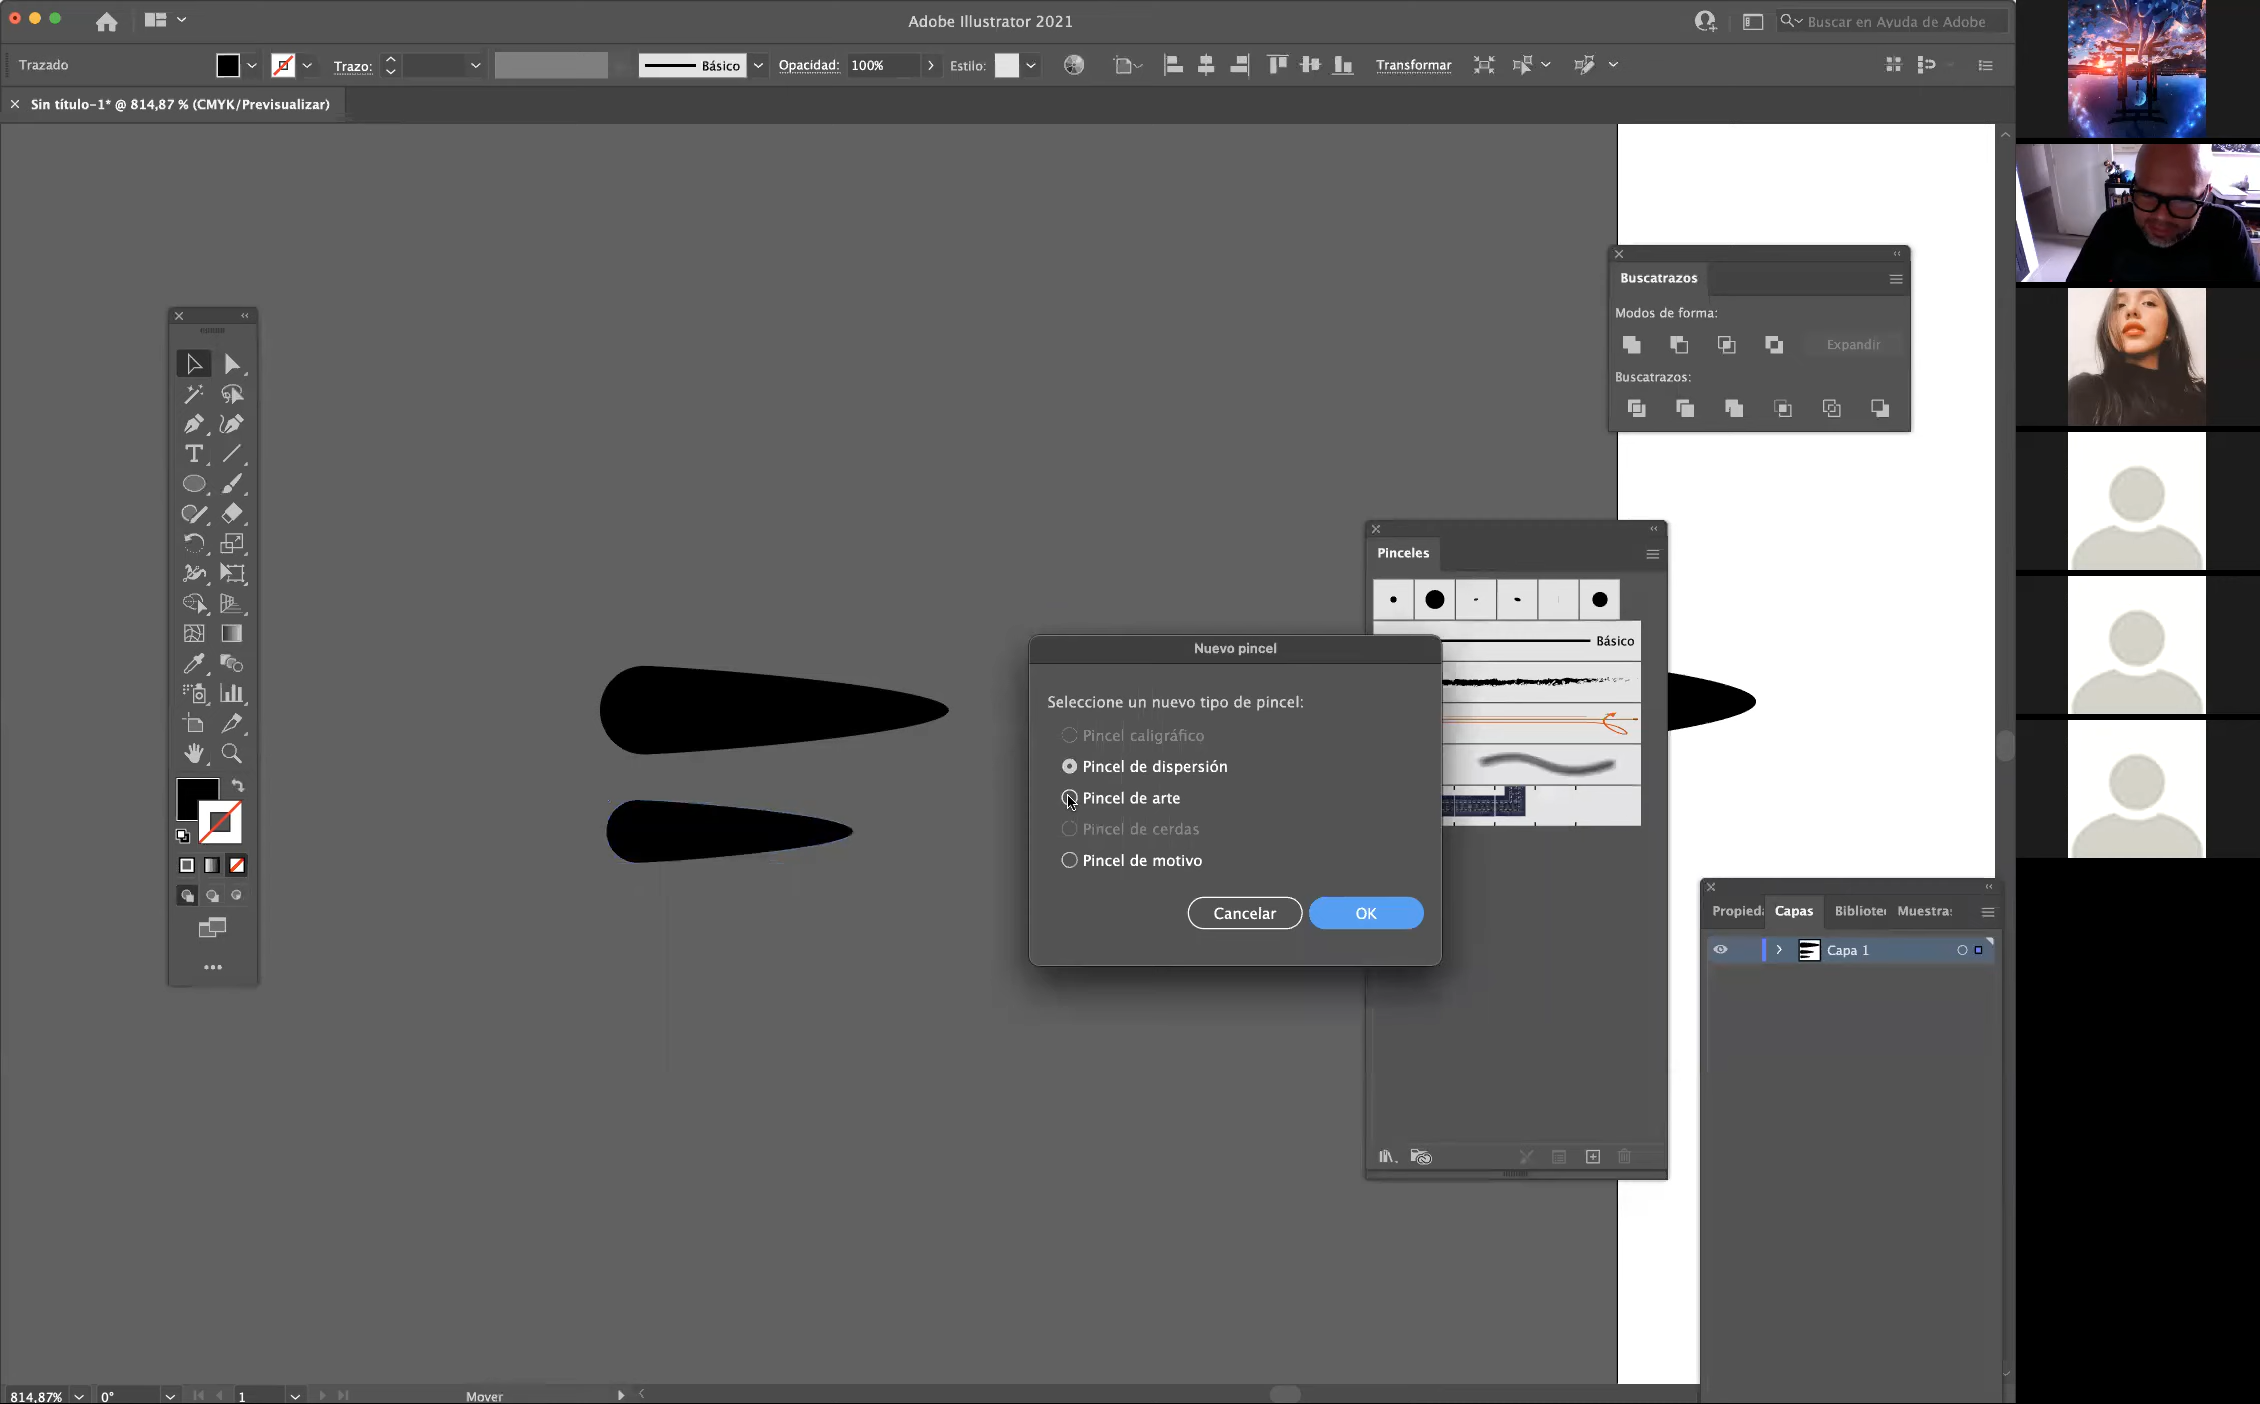 Adobe Illustrator 2021
Buscar en Ayuda de Adobe
Trazado
Trazo:
Básico
Opacidad:
100%
Estilo:
Transformar
Sin título-1* @ 814,87 % (CMYK/Previsualizar)
Buscatrazos
Modos de forma:
Expandir
Buscatrazos:
Pinceles
Básico
Nuevo pincel
Seleccione un nuevo tipo de pincel:
Pincel caligráfico
Pincel de dispersión
Pincel de arte
Pincel de cerdas
Pincel de motivo
Cancelar
OK
Propieda
Capas
Bibliote
Muestra:
Capa 1
814,87%
0°
1
Mover